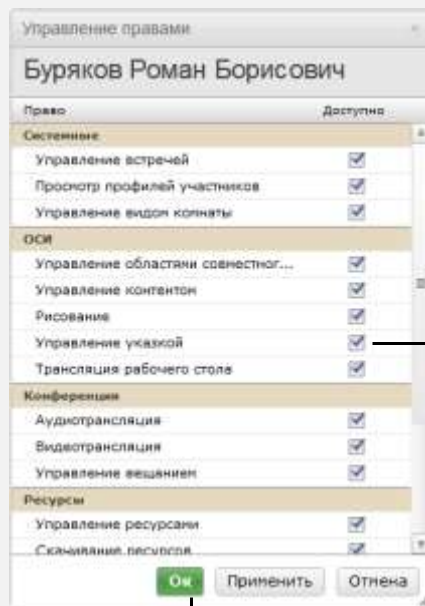 Управление правами
Буряков Роман Борисович
Право Доступно
Системные
Управление встречей
Просмотр профилей участников
Управление видом комнаты
ОСИ
Управление областями совместног...
Управление контентом
Рисование
Управление указкой
Трансляция рабочего стола
Конференция
Аудиотрансляция
Видеотрансляция
Управление вещанием
Ресурсы
Управление ресурсами
Скачивание ресурсов
Ок Применить Отмена